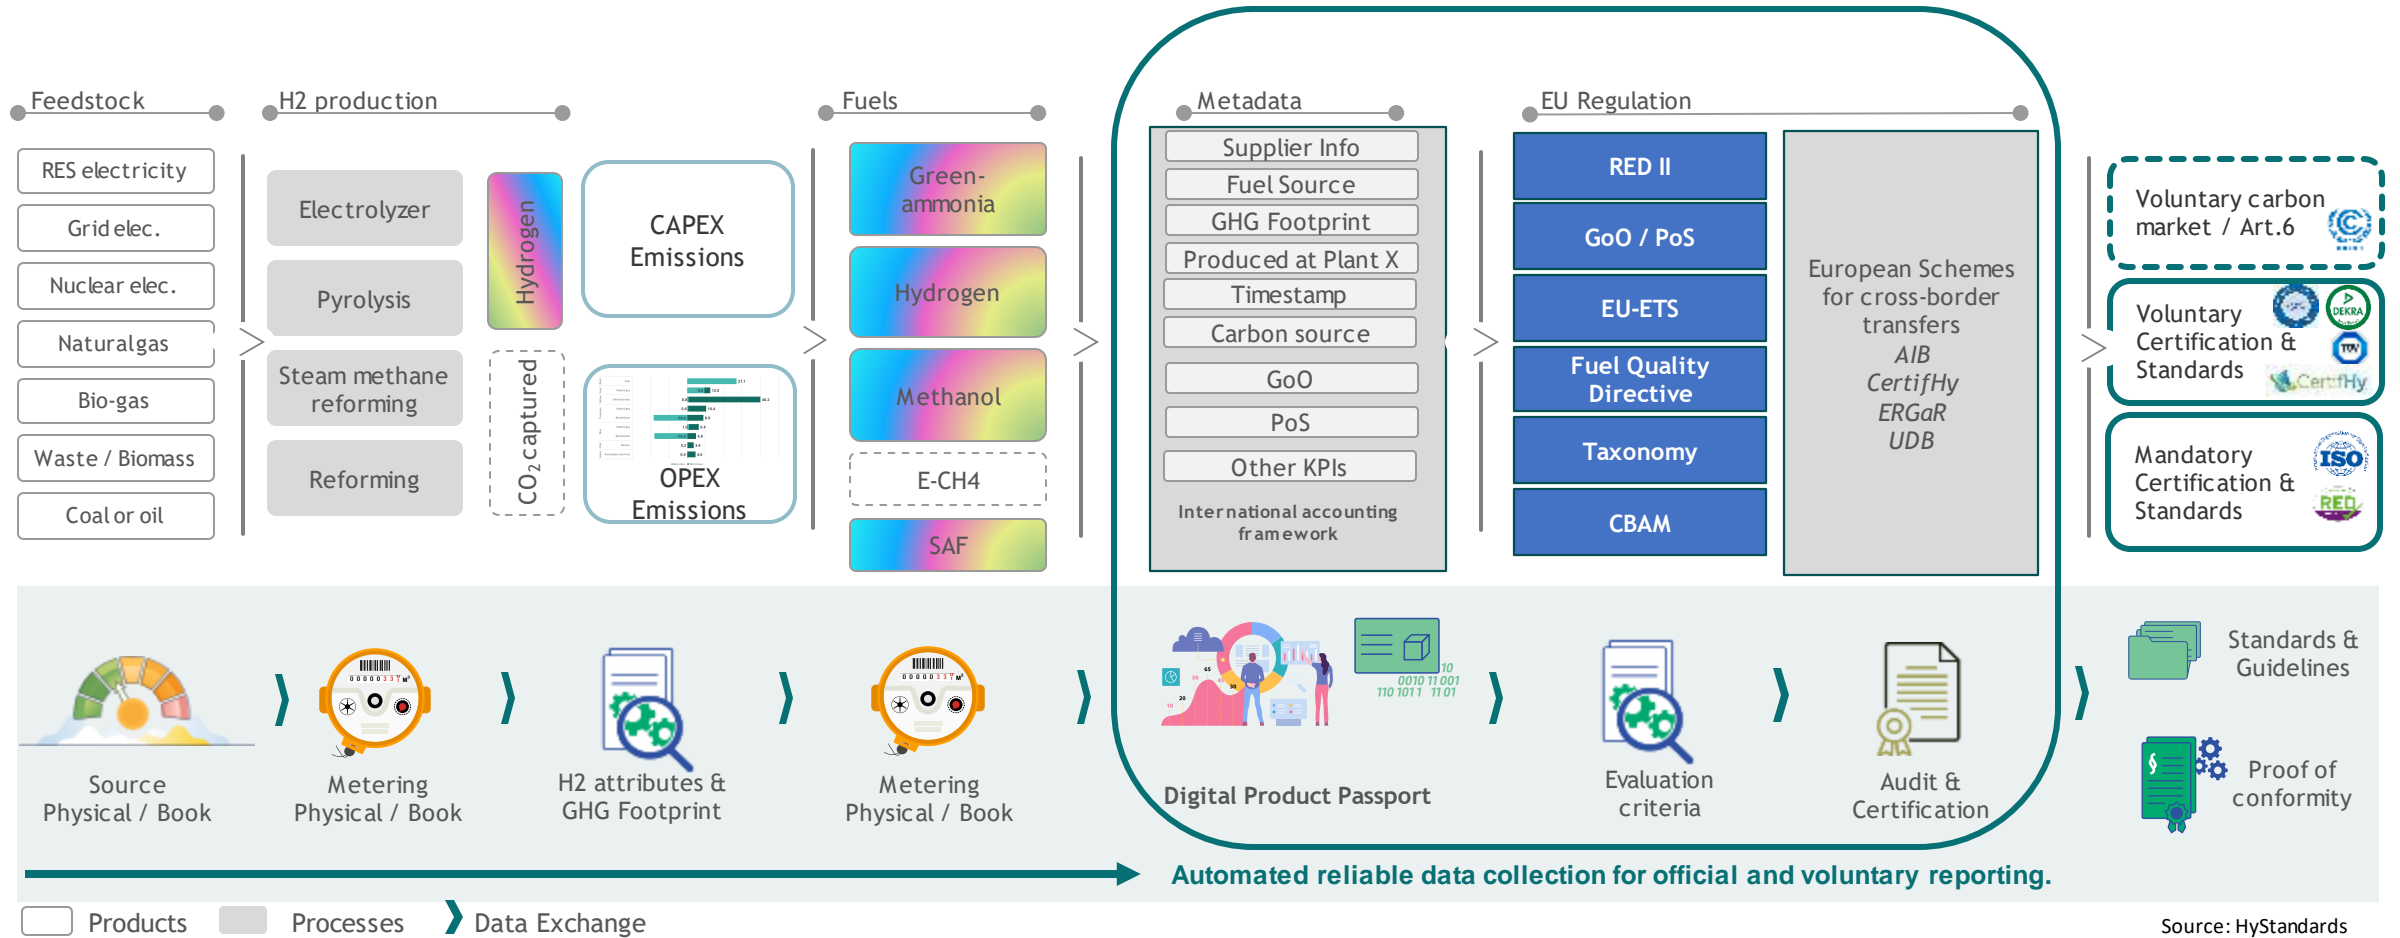 Feedstock
H2 production
Fuels
Metadata
EU Regulation
RES electricity
Grid elec.
Nuclear elec.
Natural gas
Bio-gas
Waste / Biomass
Coal or oil
Electrolyzer
Pyrolysis
Steam methane
reforming
Reforming
Hydrogen
CO2 captured
CAPEX
Emissions
OPEX
Emissions
Green-
ammonia
Hydrogen
Methanol
E-CH4
SAF
Supplier Info
Fuel Source
GHG Footprint
Produced at Plant X
Timestamp
Carbon source
GoO
PoS
Other KPIs
International accounting
framework
RED II
GoO / PoS
EU-ETS
Fuel Quality
Directive
Taxonomy
CBAM
European Schemes
for cross-border
transfers
AIB
CertifHy
ERGaR
UDB
Voluntary carbon
market / Art.6
Voluntary
Certification &
Standards
DEKRA
TÜV
CertifHy
Mandatory
Certification &
Standards
ISO
RED
Source
Physical / Book
Metering
Physical / Book
H2 attributes &
GHG Footprint
Metering
Physical / Book
Digital Product Passport
Evaluation
criteria
Audit &
Certification
Standards &
Guidelines
Proof of
conformity
Automated reliable data collection for official and voluntary reporting.
Products
Processes
Data Exchange
Source: HyStandards